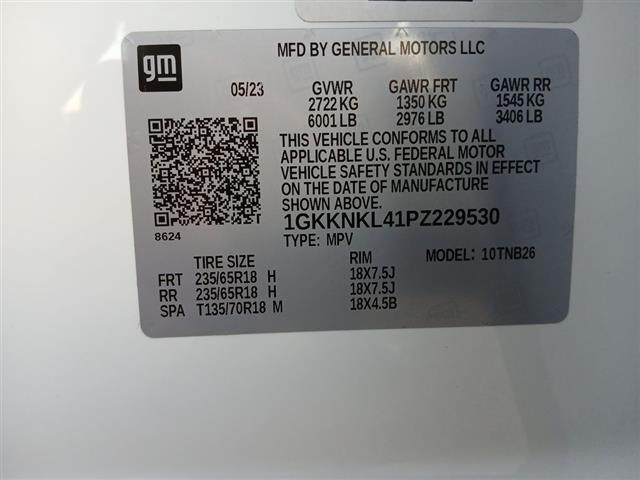 gm
MFD BY GENERAL MOTORS LLC
05/23 GVWR GAWR FRT GAWR RR
2722 KG 1350 KG 1545 KG
6001 LB 2976 LB 3406 LB
THIS VEHICLE CONFORMS TO ALL
APPLICABLE U.S. FEDERAL MOTOR
VEHICLE SAFETY STANDARDS IN EFFECT
ON THE DATE OF MANUFACTURE
SHOWN ABOVE.
8624
1GKKNKL41PZ229530
TYPE: MPV MODEL: 10TNB26
TIRE SIZE RIM
FRT 235/65R18 H 18X7.5J
RR 235/65R18 H 18X7.5J
SPA T135/70R18 M 18X4.5B